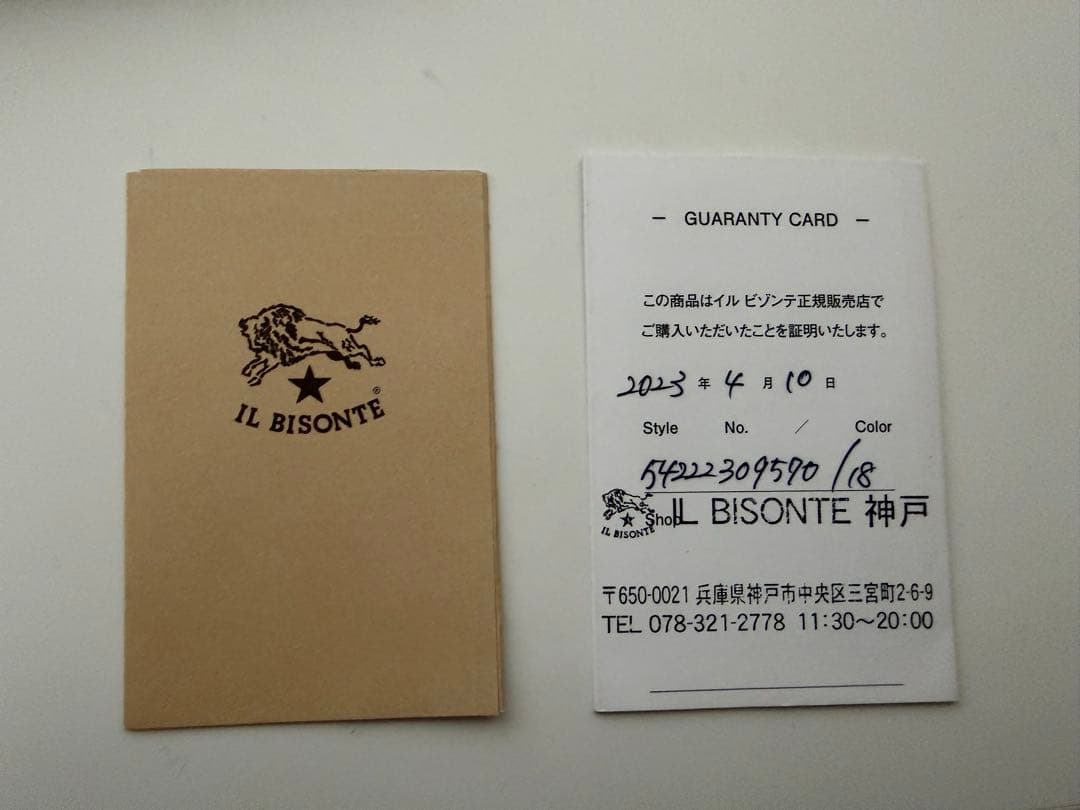 IL BISONTE
®
— GUARANTY CARD —
この商品はイル ビゾンテ正規販売店で
ご購入いただいたことを証明いたします。
2023 年 4 月 10 日
Style No. / Color
54222309570 / 18
Shop IL BISONTE 神戸
IL BISONTE
〒650-0021 兵庫県神戸市中央区三宮町2-6-9
TEL 078-321-2778 11:30～20:00